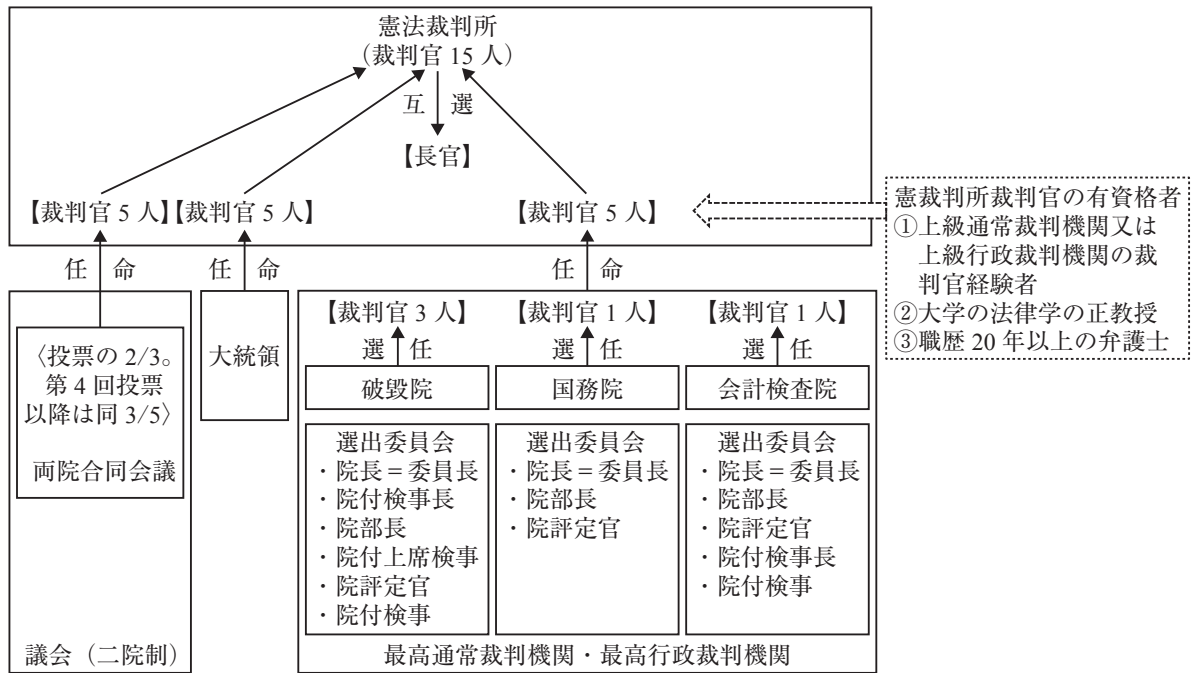 憲法裁判所
(裁判官 15 人)
互 選
【長官】
【裁判官 5 人】【裁判官 5 人】
【裁判官 5 人】
憲裁判所裁判官の有資格者
①上級通常裁判機関又は
上級行政裁判機関の裁
判官経験者
②大学の法律学の正教授
③職歴 20 年以上の弁護士
任 命
任 命
任 命
〈投票の 2/3。
第 4 回投票
以降は同 3/5〉
両院合同会議
議会（二院制）
大統領
【裁判官 3 人】
【裁判官 1 人】
【裁判官 1 人】
選 任
選 任
選 任
破毀院
国務院
会計検査院
選出委員会
・院長 = 委員長
・院付検事長
・院部長
・院付上席検事
・院評定官
・院付検事
選出委員会
・院長 = 委員長
・院部長
・院評定官
選出委員会
・院長 = 委員長
・院部長
・院評定官
・院付検事長
・院付検事
最高通常裁判機関・最高行政裁判機関